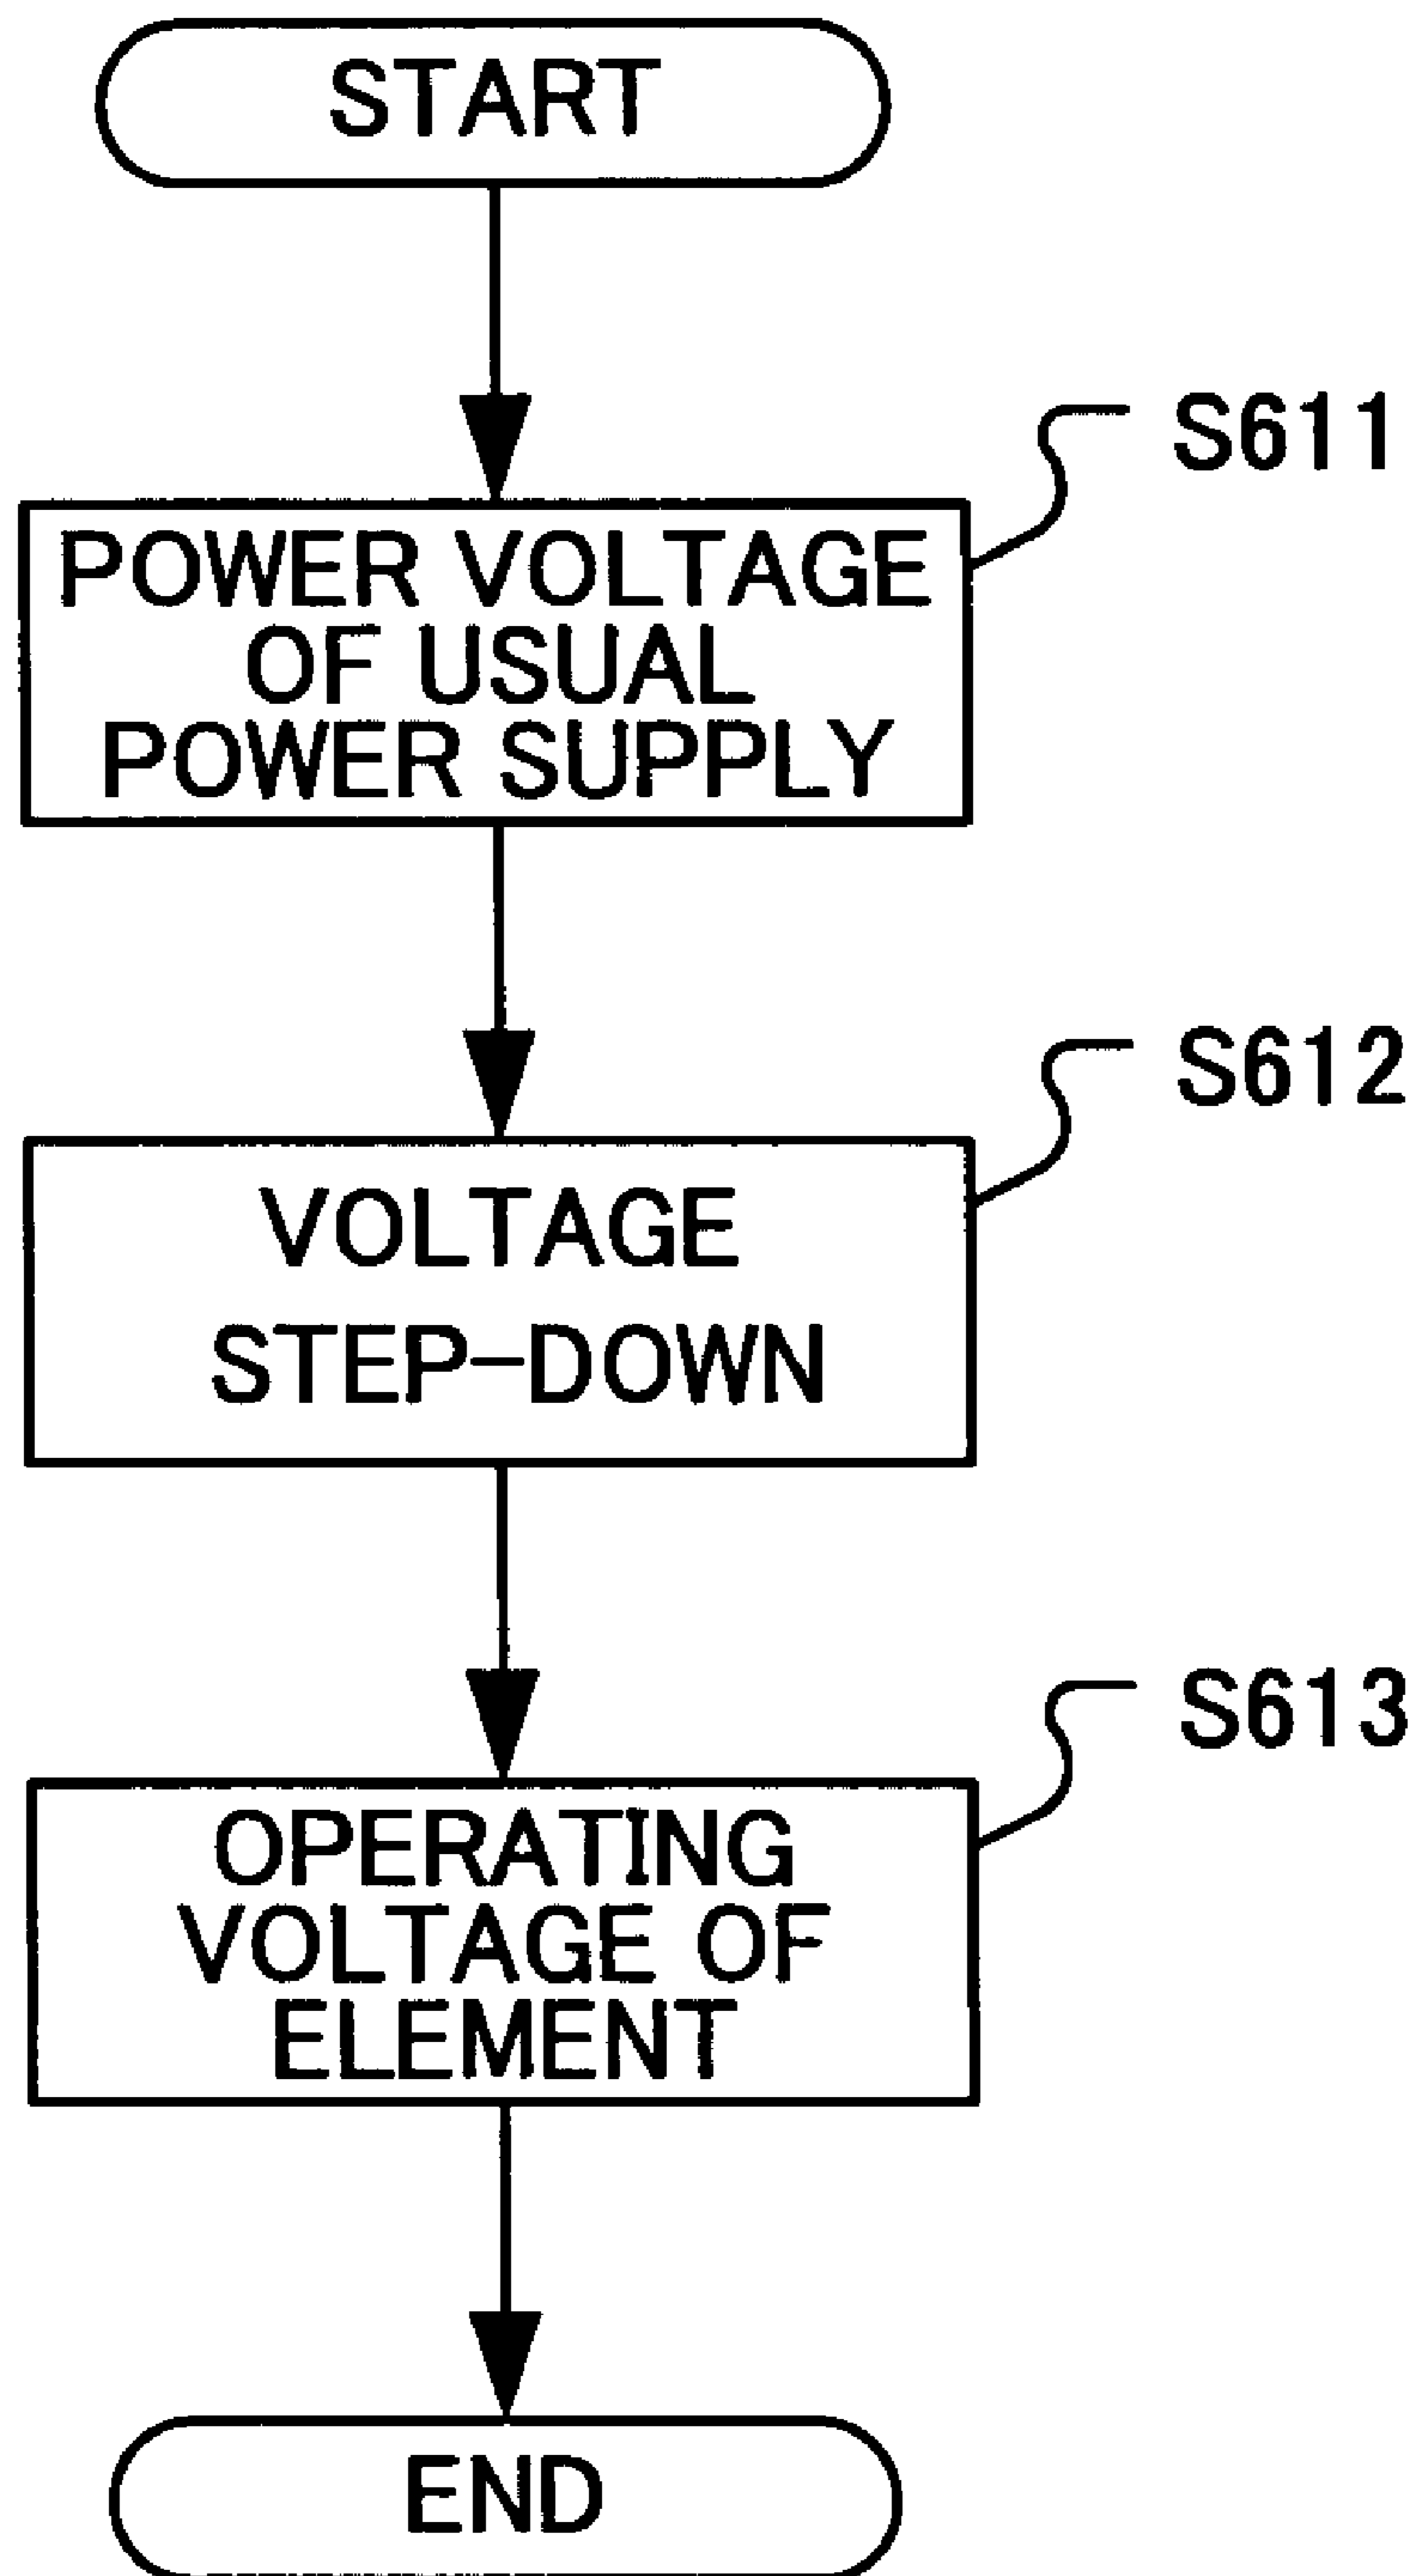 START
S611
POWER VOLTAGE
OF USUAL
POWER SUPPLY
S612
VOLTAGE
STEP-DOWN
S613
OPERATING
VOLTAGE OF
ELEMENT
END